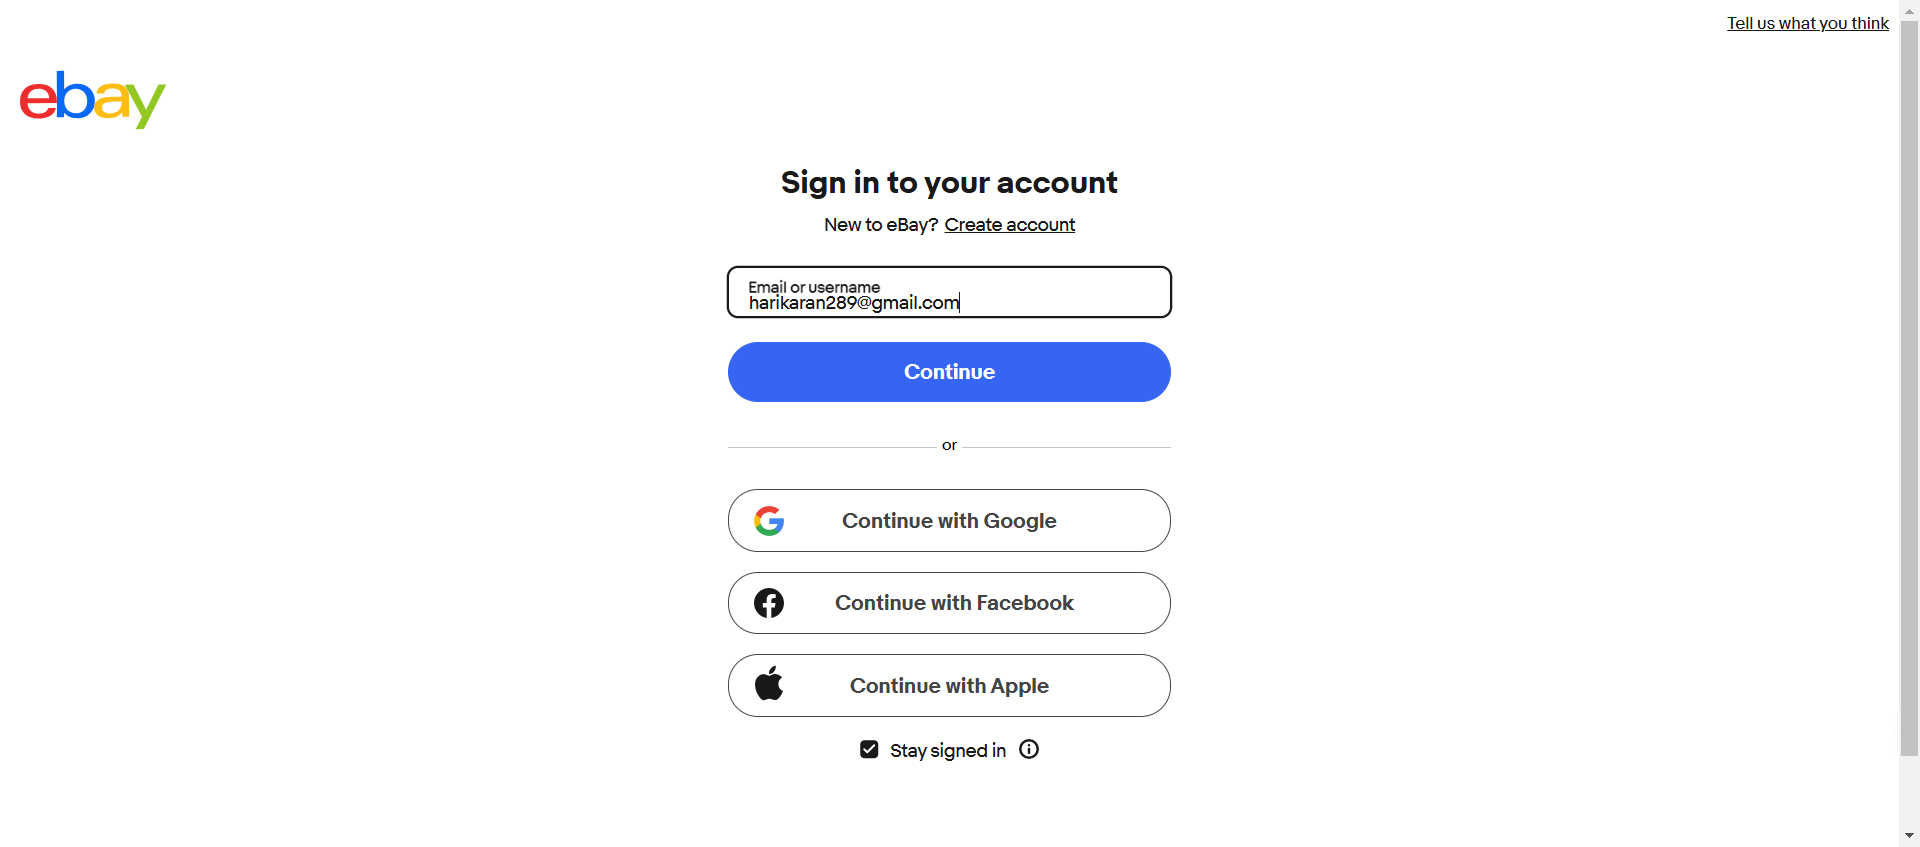 Tell us what you think
ebay
Sign in to your account
New to eBay? Create account
Email or username
harikaran289@gmail.com
Continue
or
Continue with Google
Continue with Facebook
Continue with Apple
Stay signed in